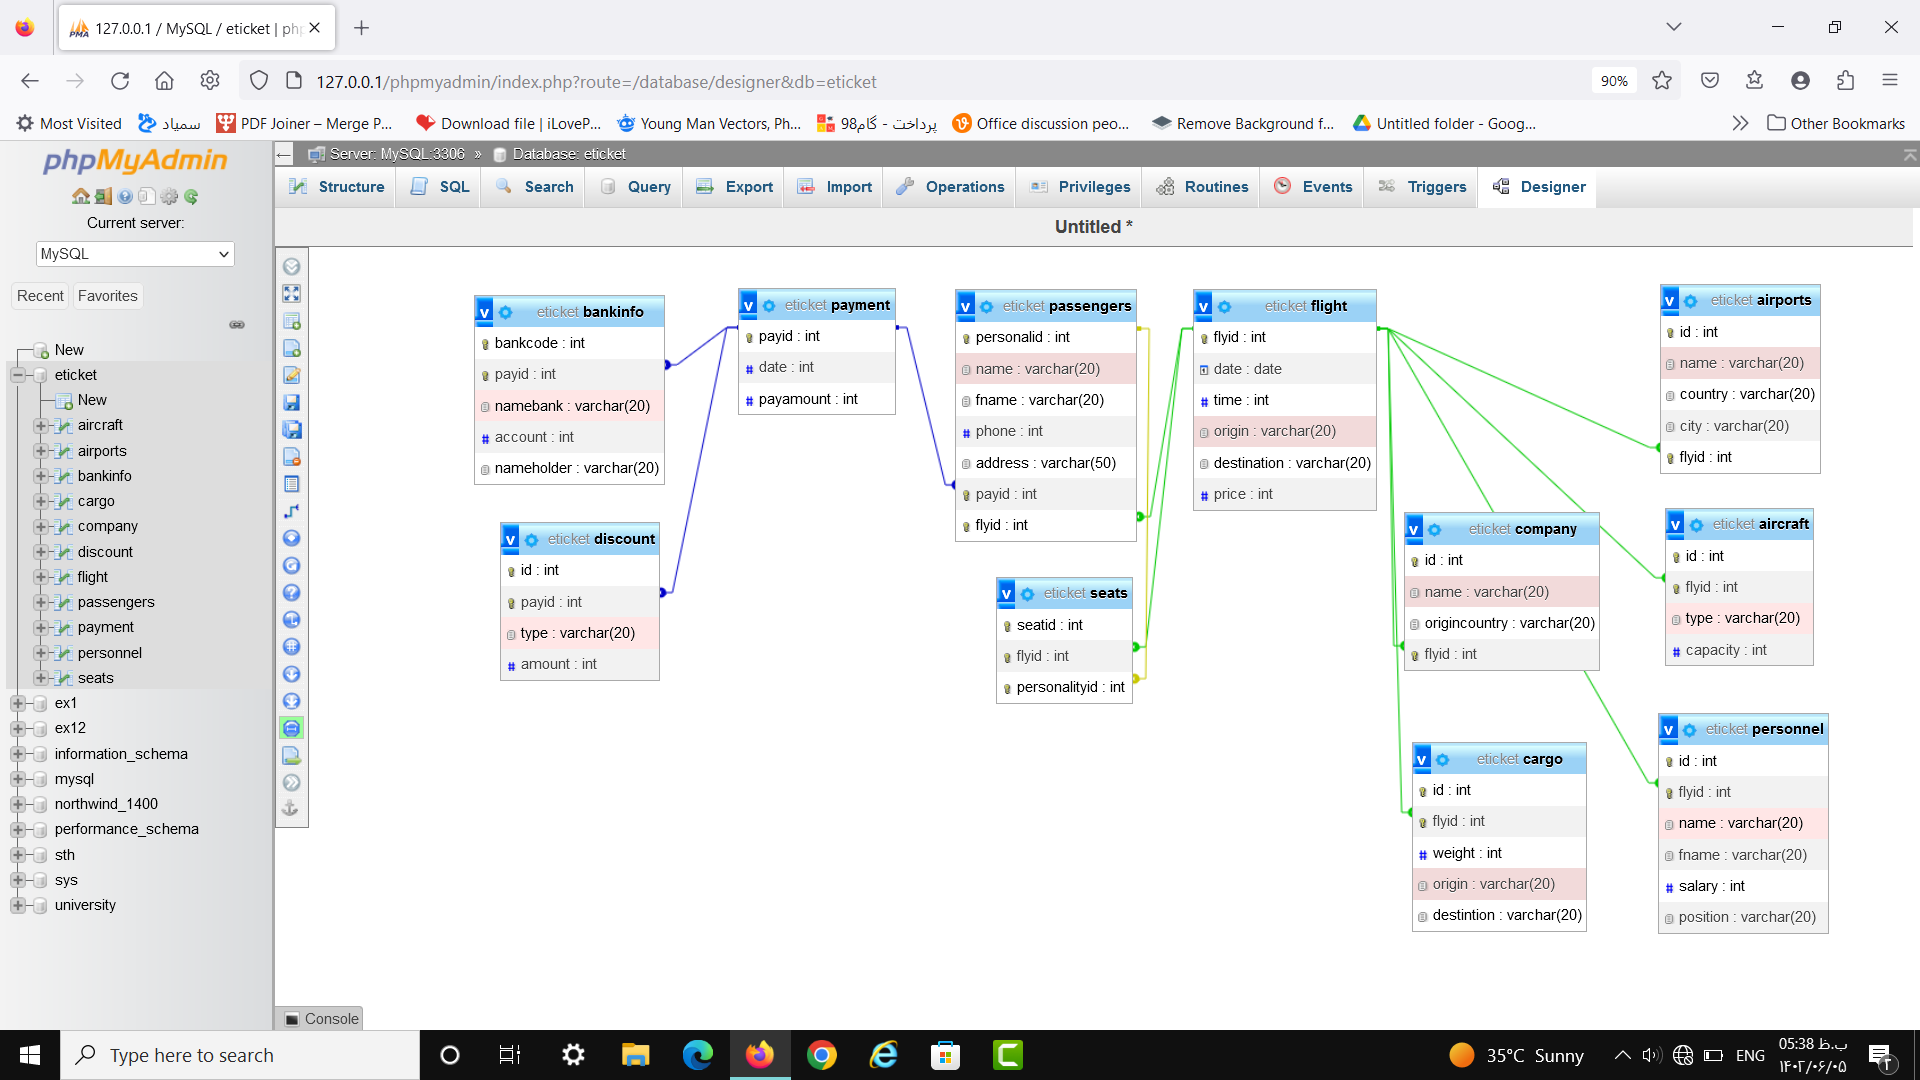 127.0.0.1 / MySQL / eticket | php
127.0.0.1/phpmyadmin/index.php?route=/database/designer&db=eticket
90%
Most Visited
سمیاد
PDF Joiner – Merge P...
Download file | iLoveP...
Young Man Vectors, Ph...
پرداخت - گام98
Office discussion peo...
Remove Background f...
Untitled folder - Goog...
Other Bookmarks
phpMyAdmin
Current server:
MySQL
Recent
Favorites
New
eticket
New
aircraft
airports
bankinfo
cargo
company
discount
flight
passengers
payment
personnel
seats
ex1
ex12
information_schema
mysql
northwind_1400
performance_schema
sth
sys
university
Server: MySQL:3306 » Database: eticket
Structure
SQL
Search
Query
Export
Import
Operations
Privileges
Routines
Events
Triggers
Designer
Untitled *
v eticket bankinfo
bankcode : int
payid : int
namebank : varchar(20)
# account : int
nameholder : varchar(20)
v eticket discount
id : int
payid : int
type : varchar(20)
# amount : int
v eticket payment
payid : int
# date : int
# payamount : int
v eticket passengers
personalid : int
name : varchar(20)
fname : varchar(20)
# phone : int
address : varchar(50)
payid : int
flyid : int
v eticket seats
seatid : int
flyid : int
personalityid : int
v eticket flight
flyid : int
date : date
# time : int
origin : varchar(20)
destination : varchar(20)
# price : int
v eticket company
id : int
name : varchar(20)
origincountry : varchar(20)
flyid : int
v eticket cargo
id : int
flyid : int
# weight : int
origin : varchar(20)
destintion : varchar(20)
v eticket airports
id : int
name : varchar(20)
country : varchar(20)
city : varchar(20)
flyid : int
v eticket aircraft
id : int
flyid : int
type : varchar(20)
# capacity : int
v eticket personnel
id : int
flyid : int
name : varchar(20)
fname : varchar(20)
# salary : int
position : varchar(20)
Console
Type here to search
35°C Sunny
ENG
05:38 ب.ظ
۱۴۰۲/۰۶/۰۵